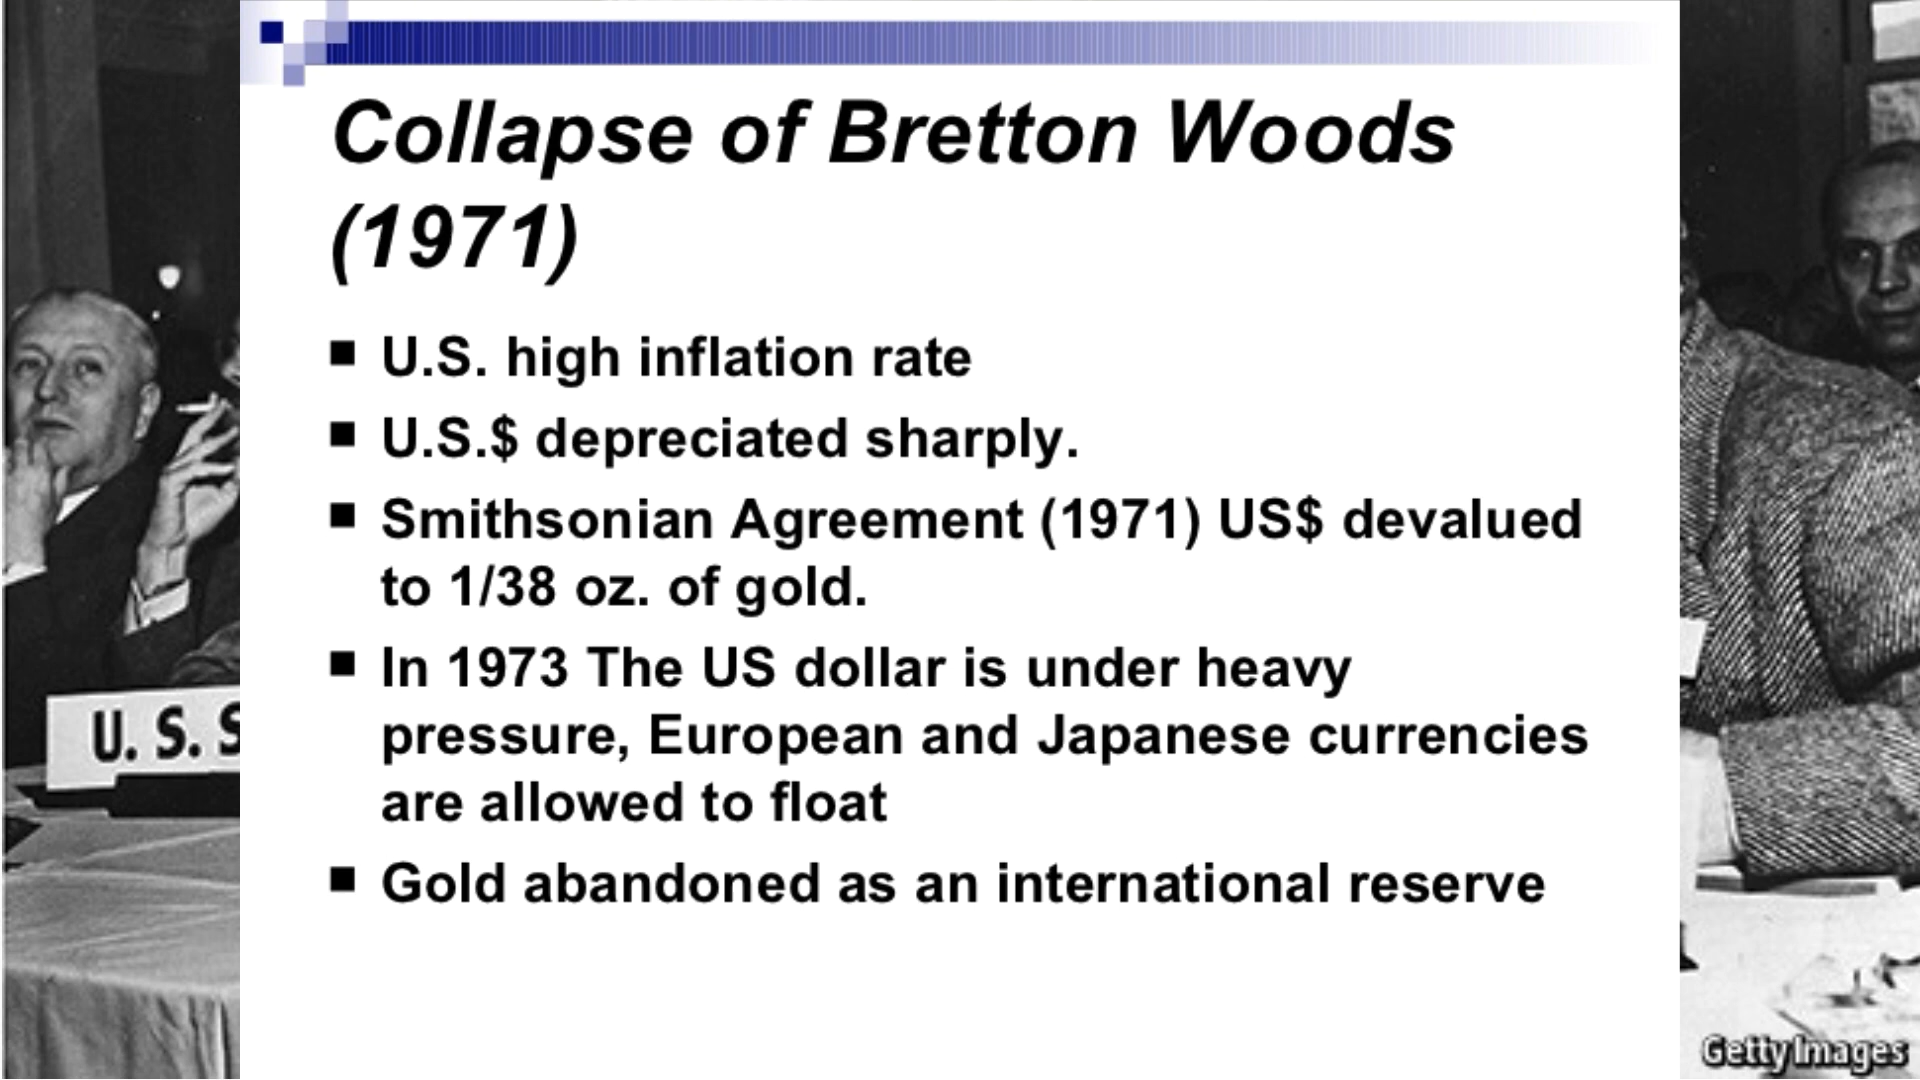 Collapse of Bretton Woods
(1971)
U.S. high inflation rate
U.S.$ depreciated sharply.
Smithsonian Agreement (1971) US$ devalued
to 1/38 oz. of gold.
In 1973 The US dollar is under heavy
pressure, European and Japanese currencies
are allowed to float
Gold abandoned as an international reserve
U. S. S
Getty Images